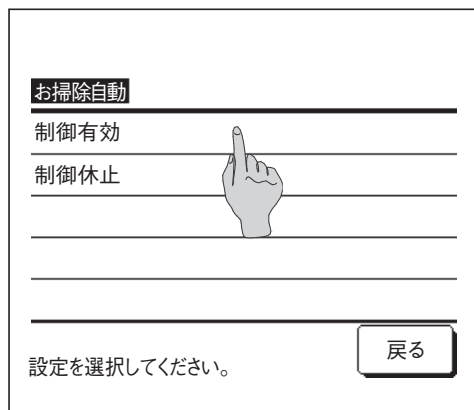 お掃除自動
制御有効
制御休止
設定を選択してください。
戻る